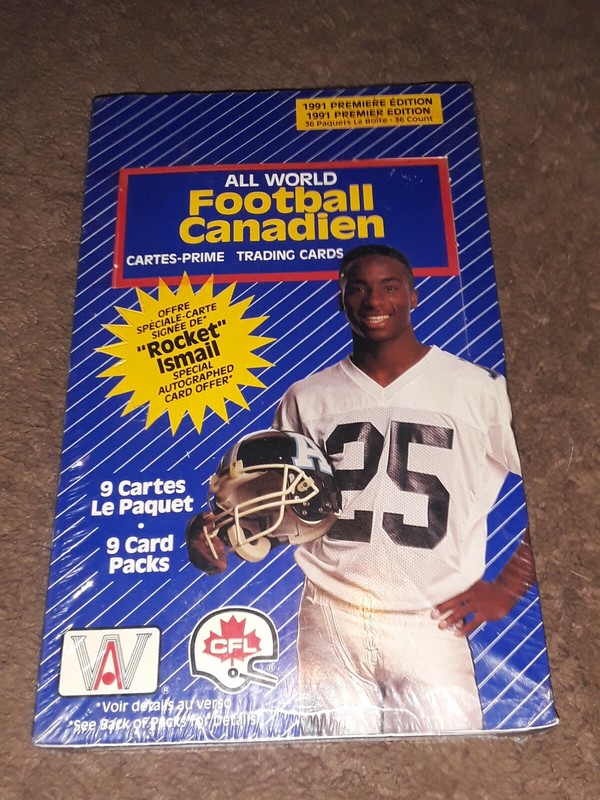 1991 PREMIERE ÉDITION
1991 PREMIER EDITION
36 Paquets La Boîte · 36 Count
ALL WORLD
Football
Canadien
CARTES-PRIME TRADING CARDS
OFFRE
SPÉCIALE-CARTE
SIGNÉE DE*
"Rocket"
Ismail
SPECIAL
AUTOGRAPHED
CARD OFFER*
25
9 Cartes
Le Paquet
•
9 Card
Packs
CFL
AW
®
®
*Voir détails au verso
*See Back of Packs for Details